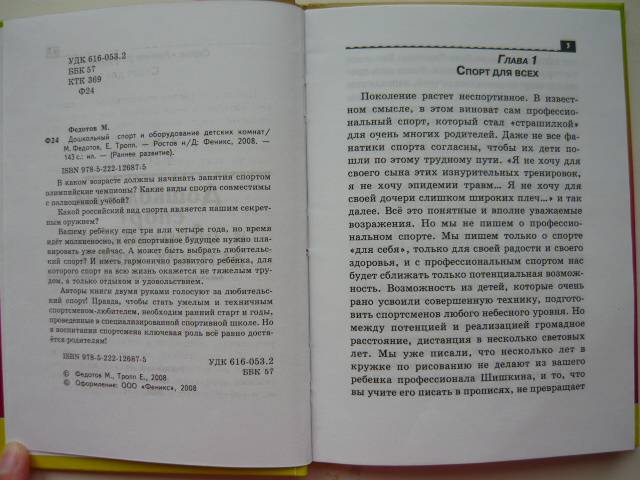 УДК 616-053.2
ББК 57
КТК 369
Ф24
Федотов М.
Ф24 Дошкольный спорт и оборудование детских комнат/
М. Федотов, Е. Тропп. — Ростов н/Д: Феникс, 2008. —
143 с.: ил. — (Раннее развитие).
ISBN 978-5-222-12687-5
В каком возрасте должны начинать занятия спортом
олимпийские чемпионы? Какие виды спорта совместимы
с полноценной учёбой?
Какой российский вид спорта является нашим секрет-
ным оружием?
Вашему ребёнку еще три или четыре года, но время
идёт молниеносно, и его спортивное будущее нужно пла-
нировать уже сейчас. А может быть выбрать любительс-
кий спорт? И иметь гармонично развитого ребёнка, для
которого спорт на всю жизнь окажется не тяжелым тру-
дом, а только отдыхом и удовольствием.
Авторы книги двумя руками голосуют за любитель-
ский спорт! Правда, чтобы стать умелым и техничным
спортсменом-любителем, необходим ранний старт и годы,
проведенные в специализированной спортивной школе. Но
в воспитании спортсмена ключевая роль всё равно доста-
ётся родителям!
ISBN 978-5-222-12687-5
УДК 616-053.2
ББК 57
© Федотов М., Тропп Е., 2008
© Оформление: ООО «Феникс», 2008
3
ГЛАВА 1
СПОРТ ДЛЯ ВСЕХ
Поколение растет неспортивное. В извест-
ном смысле, в этом виноват сам професси-
ональный спорт, который стал «страшилкой»
для очень многих родителей. Даже не все фа-
натики спорта согласны, чтобы их дети по-
шли по этому трудному пути. «Я не хочу для
своего сына этих изнурительных тренировок,
я не хочу эпидемии травм... Я не хочу для
своей дочери слишком широких плеч...» и так
далее. Всё это понятные и вполне уважаемые
возражения. Но мы не пишем о професси-
ональном спорте. Мы пишем только о спорте
«для себя», только для своей радости и своего
здоровья, и с профессиональным спортом нас
будет сближать только потенциальная возмож-
ность. Возможность из детей, которые очень
рано усвоили совершенную технику, подгото-
вить спортсменов любого небесного уровня. Но
между потенцией и реализацией громадное
расстояние, дистанция в несколько световых
лет. Мы уже писали, что несколько лет в
кружке по рисованию не делают из вашего
ребенка профессионала Шишкина, и то, что
вы учите его писать в прописях, не превращает